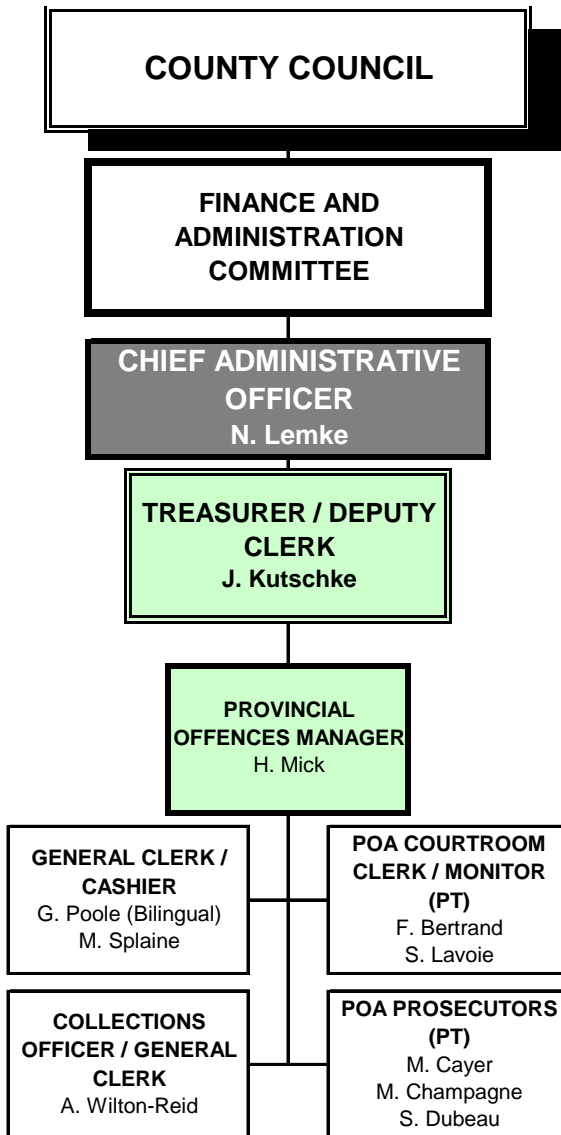 COUNTY COUNCIL
FINANCE AND
ADMINISTRATION
COMMITTEE
CHIEF ADMINISTRATIVE
OFFICER
N. Lemke
TREASURER / DEPUTY
CLERK
J. Kutschke
PROVINCIAL
OFFENCES MANAGER
H. Mick
GENERAL CLERK /
CASHIER
G. Poole (Bilingual)
M. Splaine
POA COURTROOM
CLERK / MONITOR
(PT)
F. Bertrand
S. Lavoie
COLLECTIONS
OFFICER / GENERAL
CLERK
A. Wilton-Reid
POA PROSECUTORS
(PT)
M. Cayer
M. Champagne
S. Dubeau